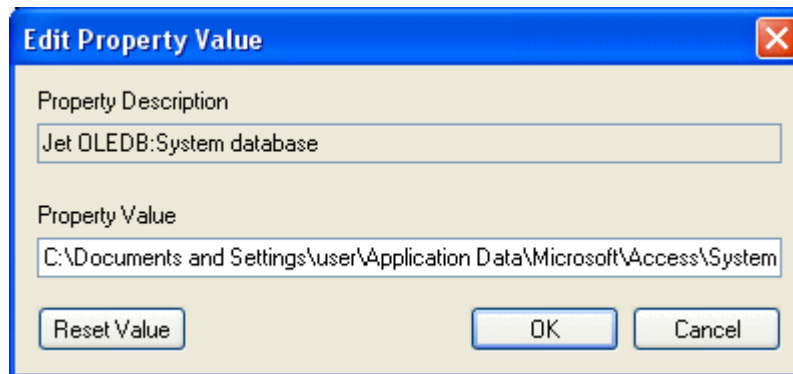 Edit Property Value
Property Description
Jet OLEDB:System database
Property Value
C:\Documents and Settings\user\Application Data\Microsoft\Access\System
Reset Value OK Cancel